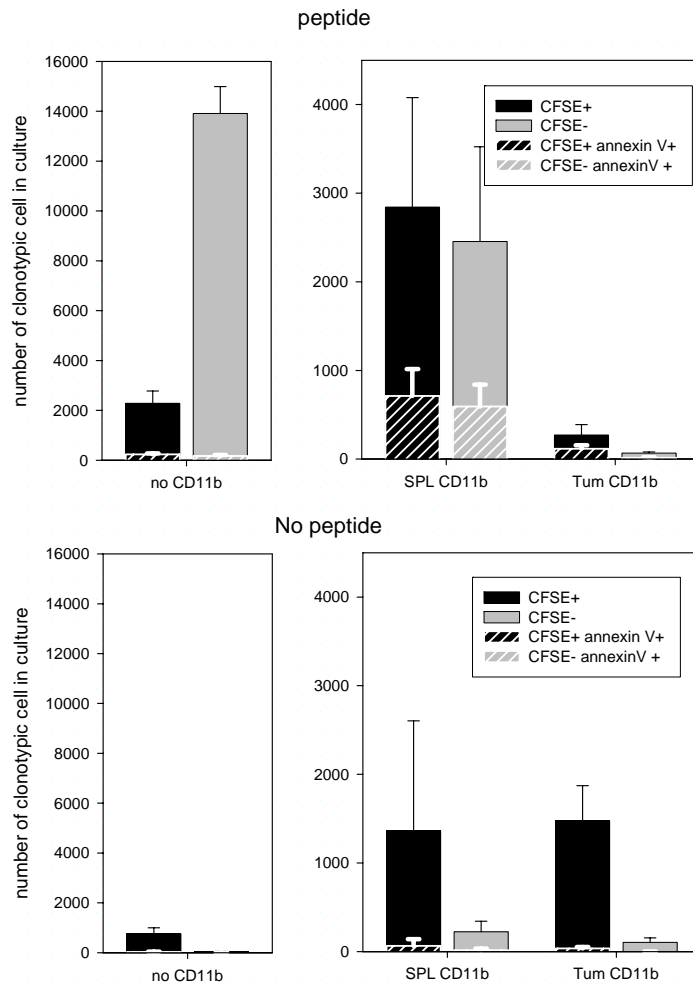 peptide
number of clonotypic cell in culture
16000
14000
12000
10000
8000
6000
4000
2000
0
no CD11b
4000
3000
2000
1000
0
CFSE+
CFSE-
CFSE+ annexin V+
CFSE- annexinV +
SPL CD11b
Tum CD11b
No peptide
number of clonotypic cell in culture
16000
14000
12000
10000
8000
6000
4000
2000
0
no CD11b
4000
3000
2000
1000
0
CFSE+
CFSE-
CFSE+ annexin V+
CFSE- annexinV +
SPL CD11b
Tum CD11b